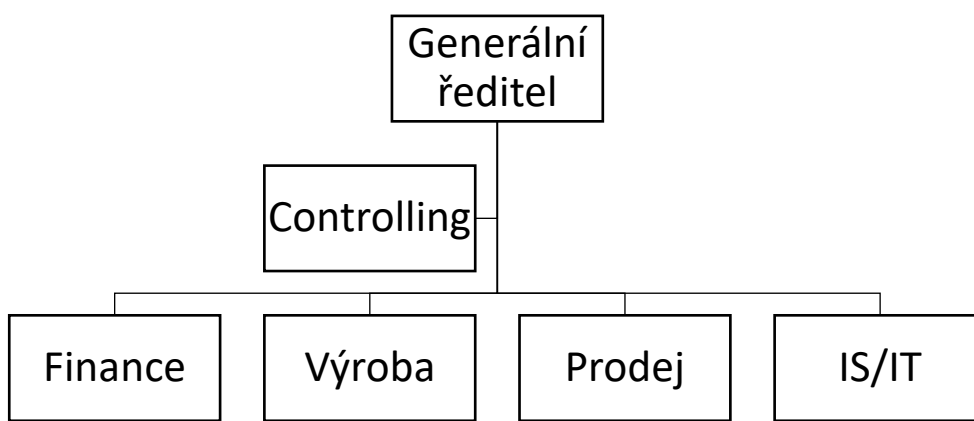 Generální
ředitel
Controlling
Finance
Výroba
Prodej
IS/IT